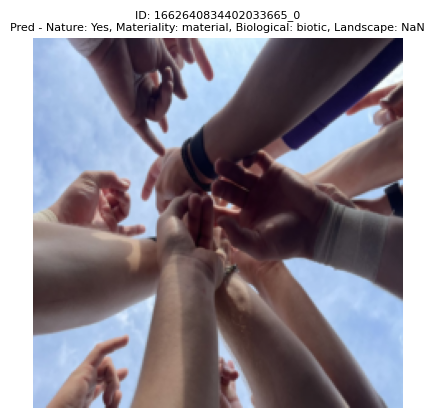 ID: 1662640834402033665_0
Pred - Nature: Yes, Materiality: material, Biological: biotic, Landscape: NaN